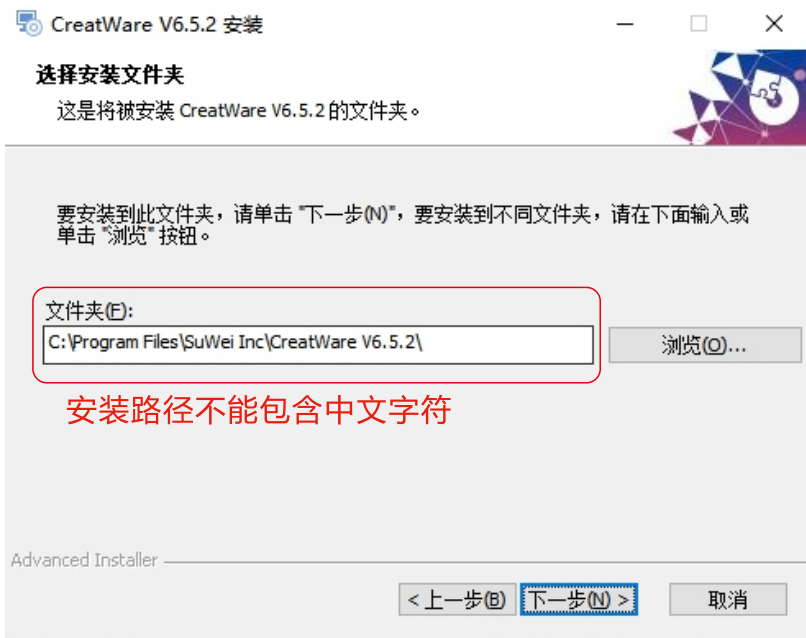 CreatWare V6.5.2 安装
选择安装文件夹
这是将被安装 CreatWare V6.5.2 的文件夹。
要安装到此文件夹，请单击 "下一步(N)"，要安装到不同文件夹，请在下面输入或
单击 "浏览" 按钮。
文件夹(F):
C:\Program Files\SuWei Inc\CreatWare V6.5.2\
浏览(O)...
安装路径不能包含中文字符
Advanced Installer
< 上一步(B)
下一步(N) >
取消